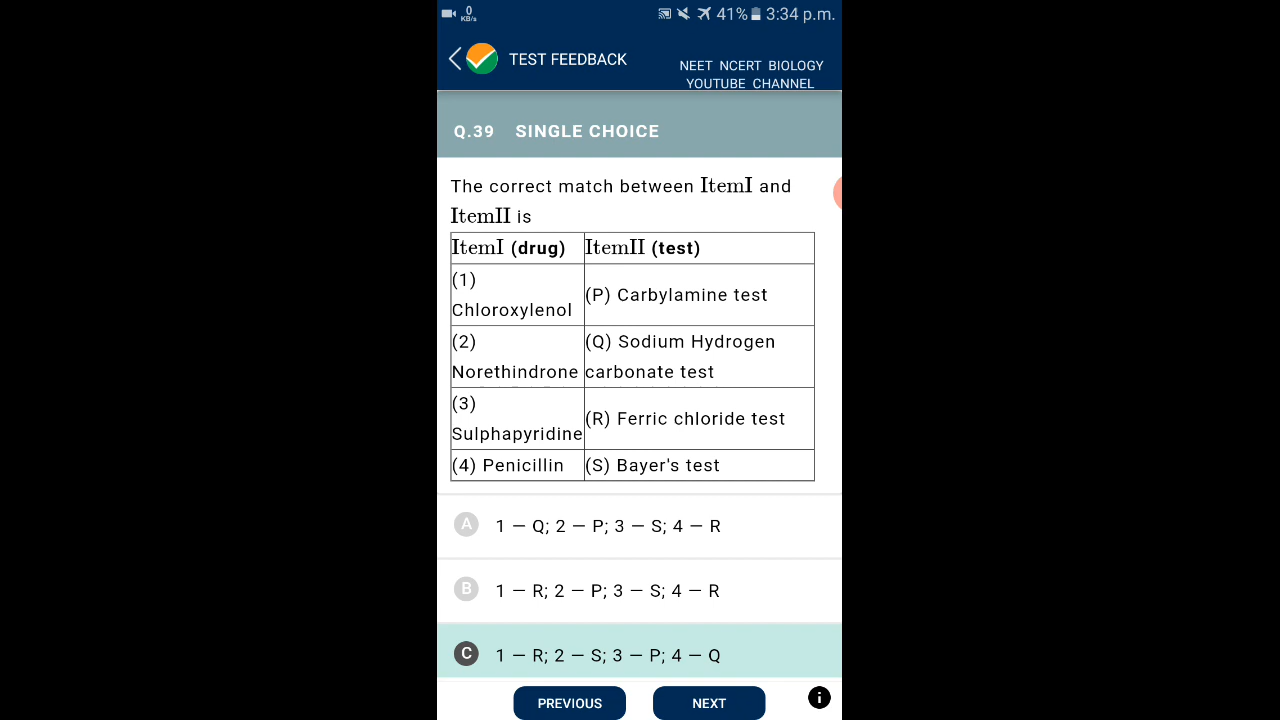 0
KB/s
41% 3:34 p.m.
TEST FEEDBACK
NEET NCERT BIOLOGY
YOUTUBE CHANNEL
Q.39 SINGLE CHOICE
The correct match between ItemI and
ItemII is
ItemI (drug) ItemII (test)
(1)
Chloroxylenol
(P) Carbylamine test
(2)
Norethindrone
(Q) Sodium Hydrogen
carbonate test
(3)
Sulphapyridine
(R) Ferric chloride test
(4) Penicillin (S) Bayer's test
A 1 – Q; 2 – P; 3 – S; 4 – R
B 1 – R; 2 – P; 3 – S; 4 – R
C 1 – R; 2 – S; 3 – P; 4 – Q
PREVIOUS NEXT i